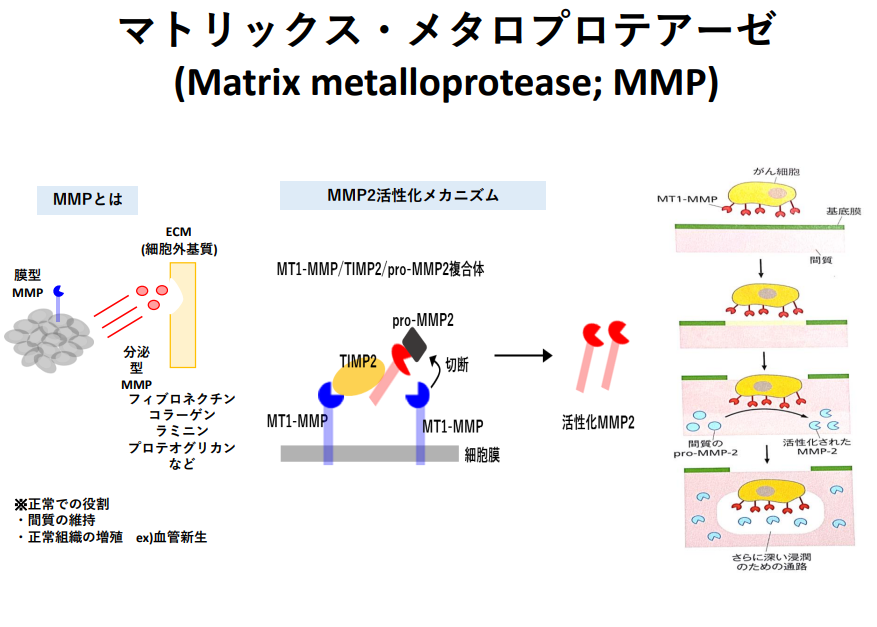 マトリックス・メタロプロテアーゼ
(Matrix metalloprotease; MMP)
MMPとは
ECM
(細胞外基質)
膜型
MMP
分泌
型
MMP
フィブロネクチン
コラーゲン
ラミニン
プロテオグリカン
など
※正常での役割
・間質の維持
・正常組織の増殖　ex)血管新生
MMP2活性化メカニズム
MT1-MMP/TIMP2/pro-MMP2複合体
pro-MMP2
TIMP2
切断
MT1-MMP
MT1-MMP
細胞膜
活性化MMP2
がん細胞
MT1-MMP
基底膜
間質
間質の
pro-MMP-2
活性化された
MMP-2
さらに深い浸潤
のための通路